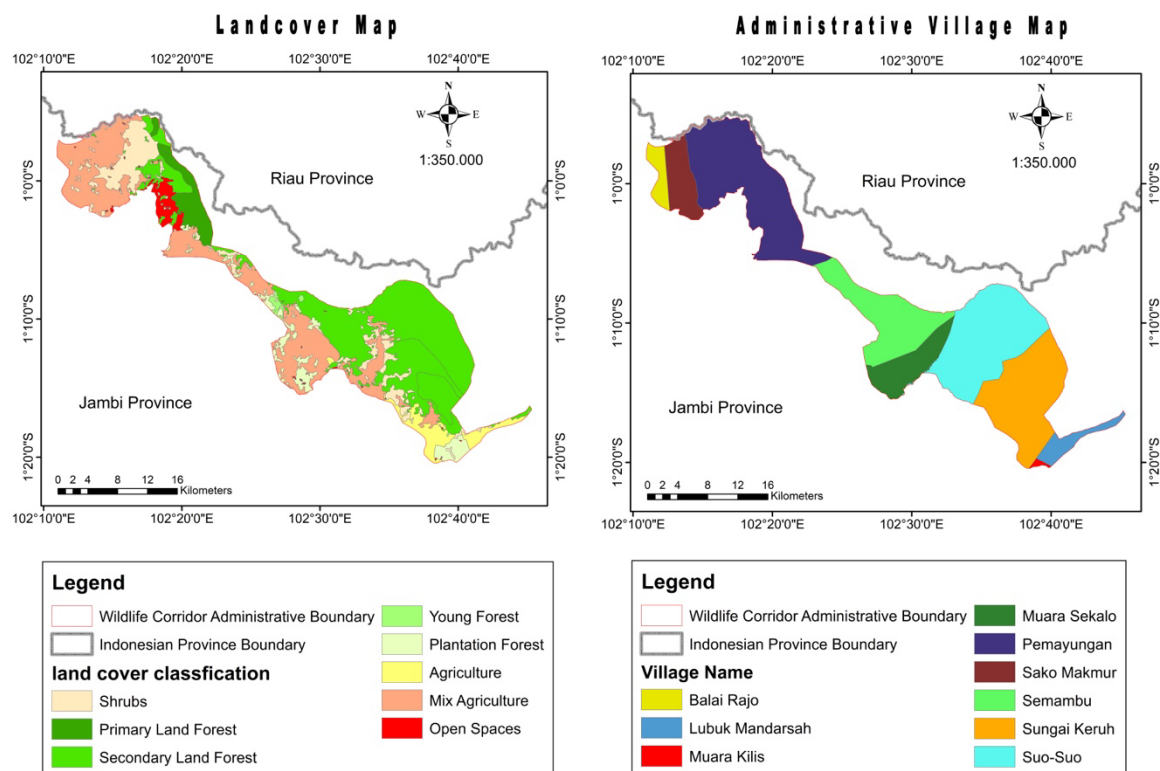 Landcover Map
102°10'0"E 102°20'0"E 102°30'0"E 102°40'0"E
N
W E
S
1:350.000
Riau Province
Jambi Province
1°0'0"S 1°0'0"S
1°10'0"S 1°10'0"S
1°20'0"S 1°20'0"S
0 2 4 8 12 16
Kilometers
102°10'0"E 102°20'0"E 102°30'0"E 102°40'0"E
Legend
Wildlife Corridor Administrative Boundary
Indonesian Province Boundary
land cover classfication
Shrubs
Primary Land Forest
Secondary Land Forest
Young Forest
Plantation Forest
Agriculture
Mix Agriculture
Open Spaces
Administrative Village Map
102°10'0"E 102°20'0"E 102°30'0"E 102°40'0"E
N
W E
S
1:350.000
Riau Province
Jambi Province
1°0'0"S 1°0'0"S
1°10'0"S 1°10'0"S
1°20'0"S 1°20'0"S
0 2 4 8 12 16
Kilometers
102°10'0"E 102°20'0"E 102°30'0"E 102°40'0"E
Legend
Wildlife Corridor Administrative Boundary
Indonesian Province Boundary
Village Name
Balai Rajo
Lubuk Mandarsah
Muara Kilis
Muara Sekalo
Pemayungan
Sako Makmur
Semambu
Sungai Keruh
Suo-Suo